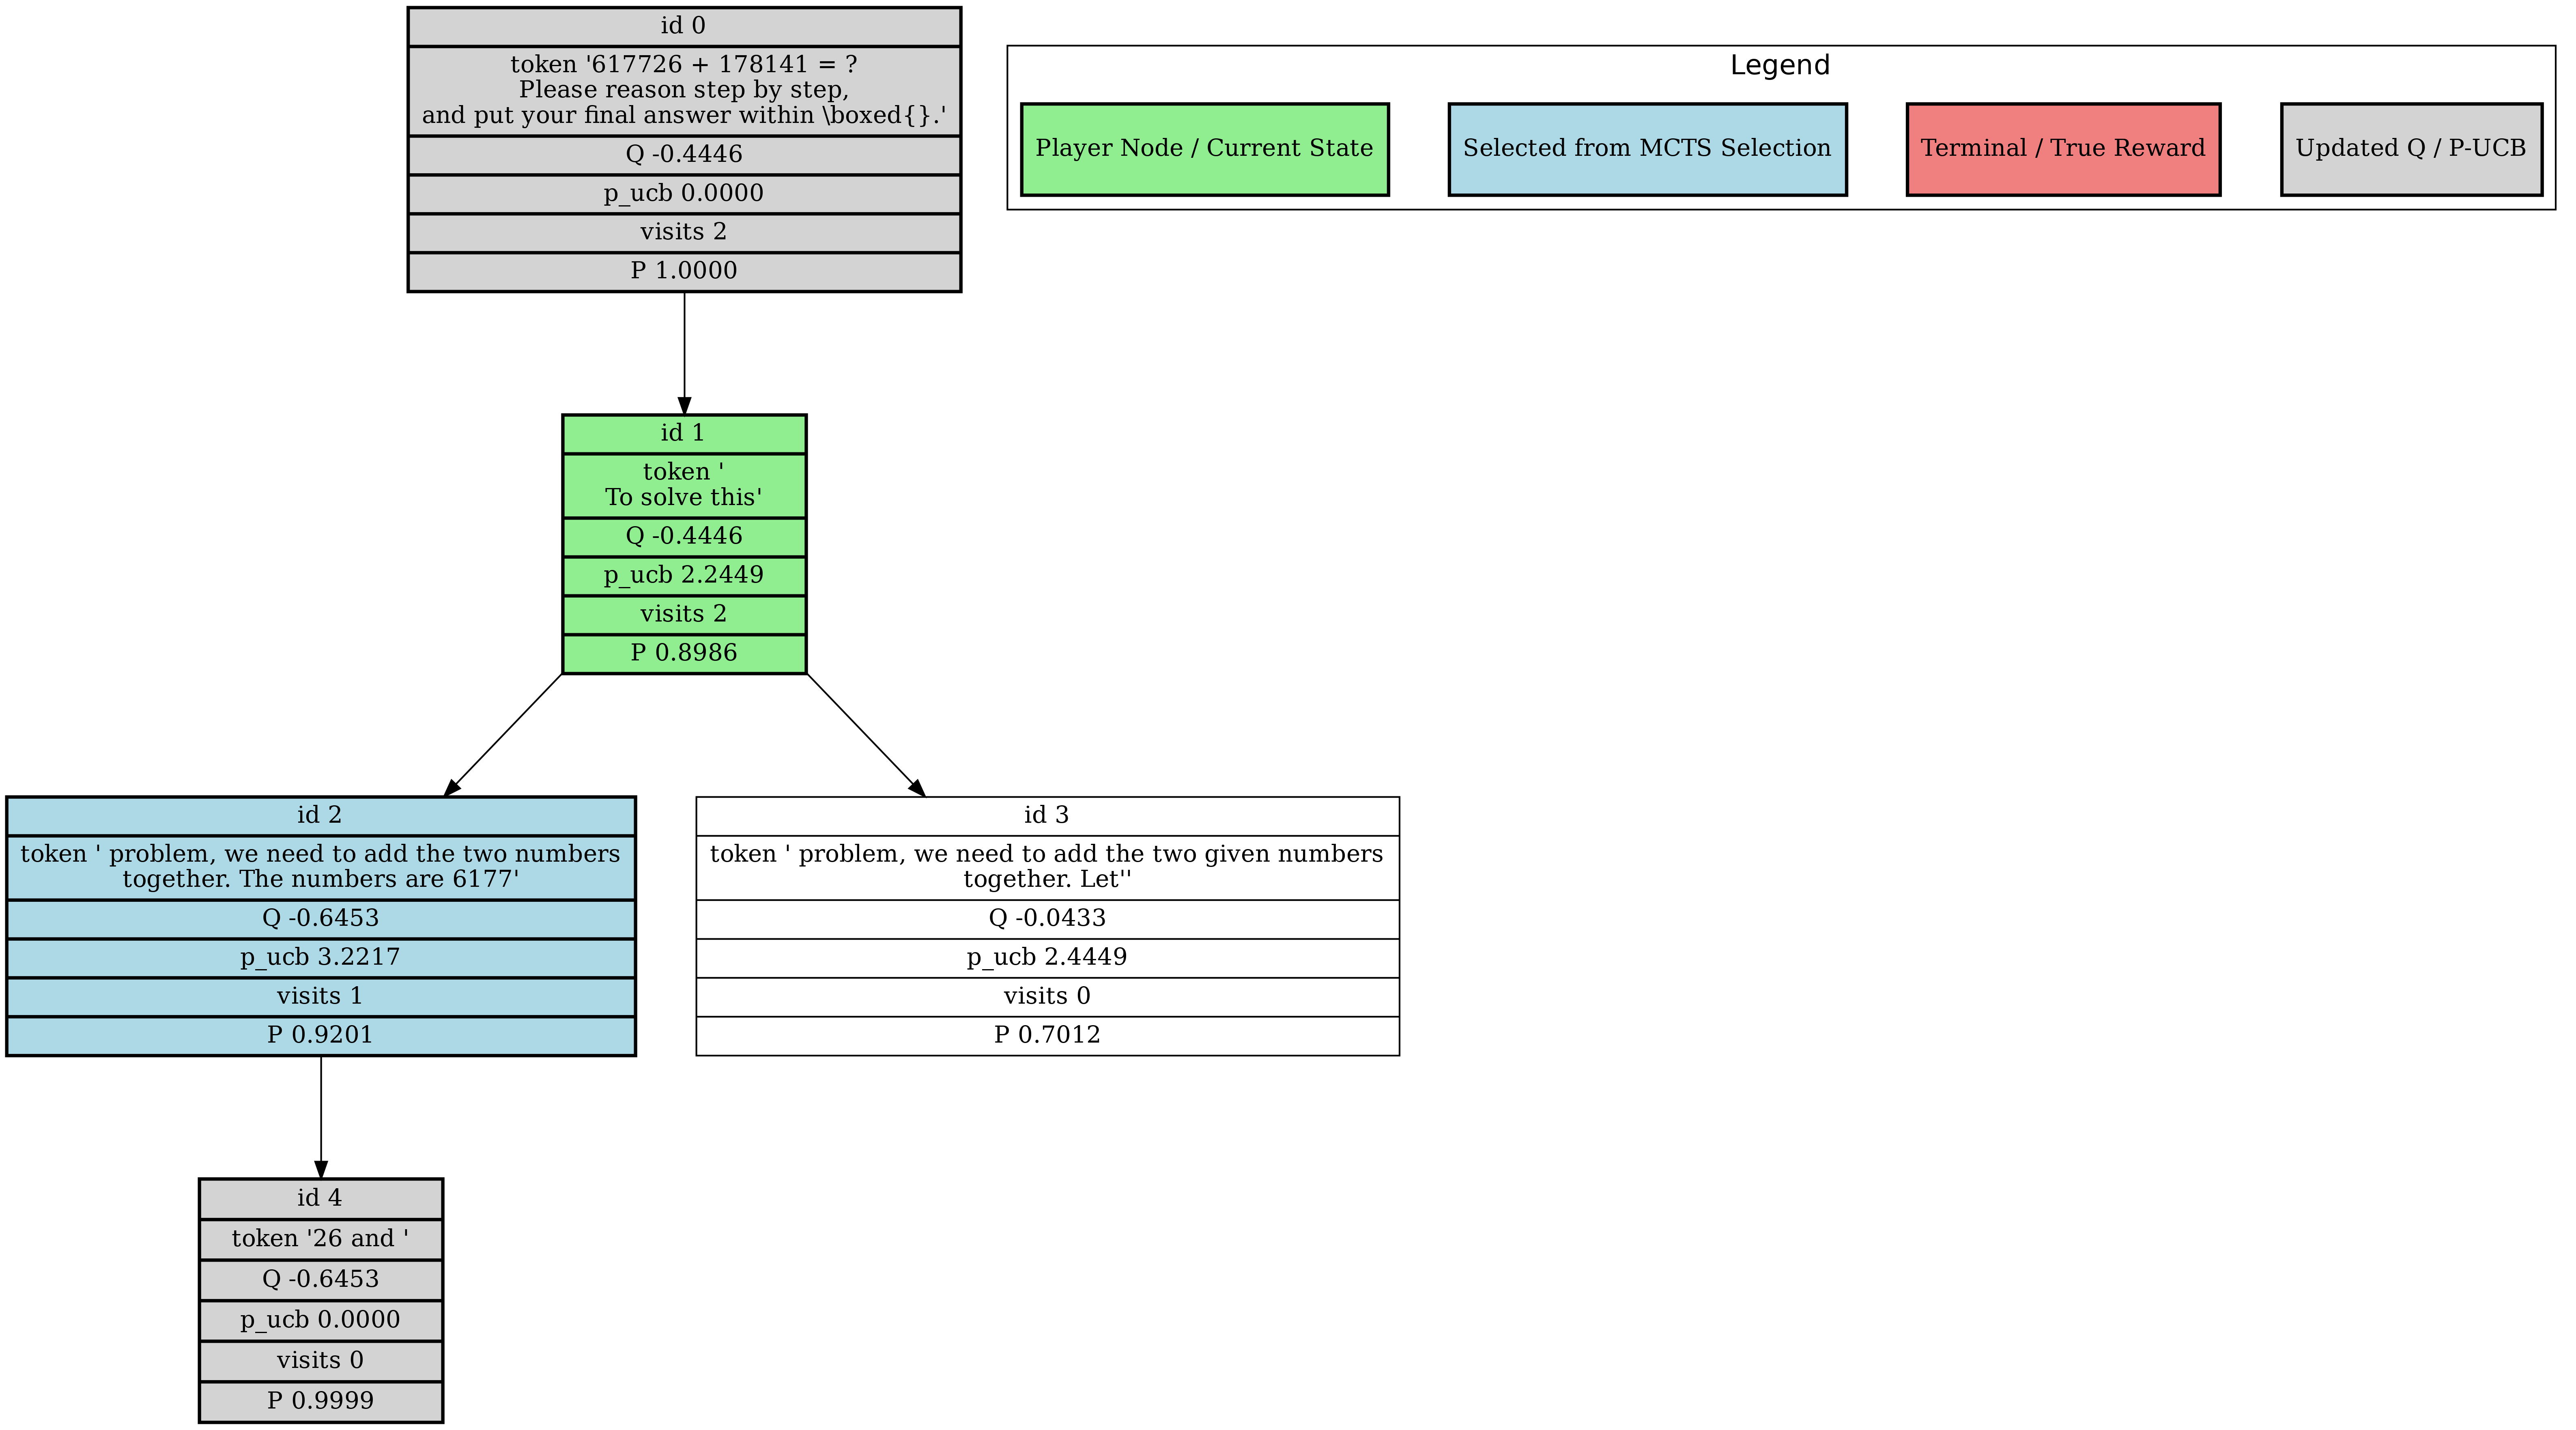 id 0
token '617726 + 178141 = ?
Please reason step by step,
and put your final answer within \boxed{}.'
Q -0.4446
p_ucb 0.0000
visits 2
P 1.0000
Legend
Player Node / Current State
Selected from MCTS Selection
Terminal / True Reward
Updated Q / P-UCB
id 1
token '
To solve this'
Q -0.4446
p_ucb 2.2449
visits 2
P 0.8986
id 2
token ' problem, we need to add the two numbers
together. The numbers are 6177'
Q -0.6453
p_ucb 3.2217
visits 1
P 0.9201
id 3
token ' problem, we need to add the two given numbers
together. Let''
Q -0.0433
p_ucb 2.4449
visits 0
P 0.7012
id 4
token '26 and '
Q -0.6453
p_ucb 0.0000
visits 0
P 0.9999